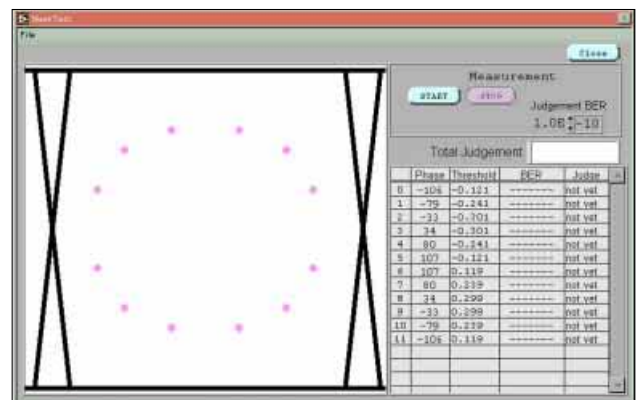 File
Close
Measurement
START STOP
Judgement BER
1.0E -10
Total Judgement
Phase Threshold BER Judge
0 -106 -0.121 ------- not yet
1 -79 -0.241 ------- not yet
2 -33 -0.301 ------- not yet
3 34 -0.301 ------- not yet
4 80 -0.241 ------- not yet
5 107 -0.121 ------- not yet
6 107 0.119 ------- not yet
7 80 0.239 ------- not yet
8 34 0.299 ------- not yet
9 -33 0.299 ------- not yet
10 -79 0.239 ------- not yet
11 -106 0.119 ------- not yet